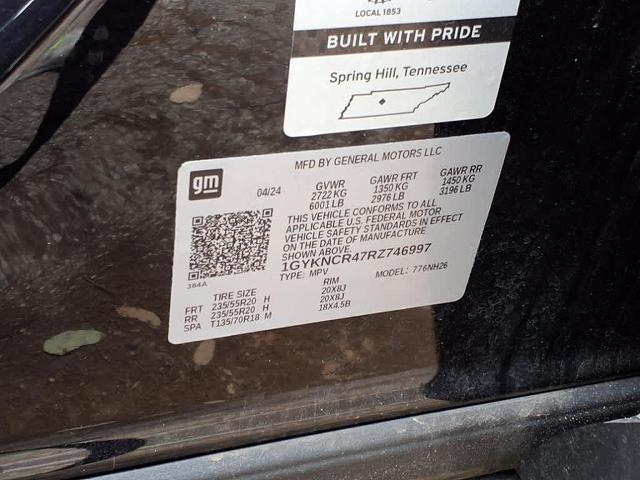 LOCAL 1853
BUILT WITH PRIDE
Spring Hill, Tennessee
gm
MFD BY GENERAL MOTORS LLC
04/24
GVWR GAWR FRT GAWR RR
2722 KG 1350 KG 1450 KG
6001 LB 2976 LB 3196 LB
THIS VEHICLE CONFORMS TO ALL
APPLICABLE U.S. FEDERAL MOTOR
VEHICLE SAFETY STANDARDS IN EFFECT
ON THE DATE OF MANUFACTURE
SHOWN ABOVE.
1GYKNCR47RZ746997
TYPE: MPV MODEL: 776NH26
384A
TIRE SIZE RIM
FRT 235/55R20 H 20X8J
RR 235/55R20 H 20X8J
SPA T135/70R18 M 18X4.5B